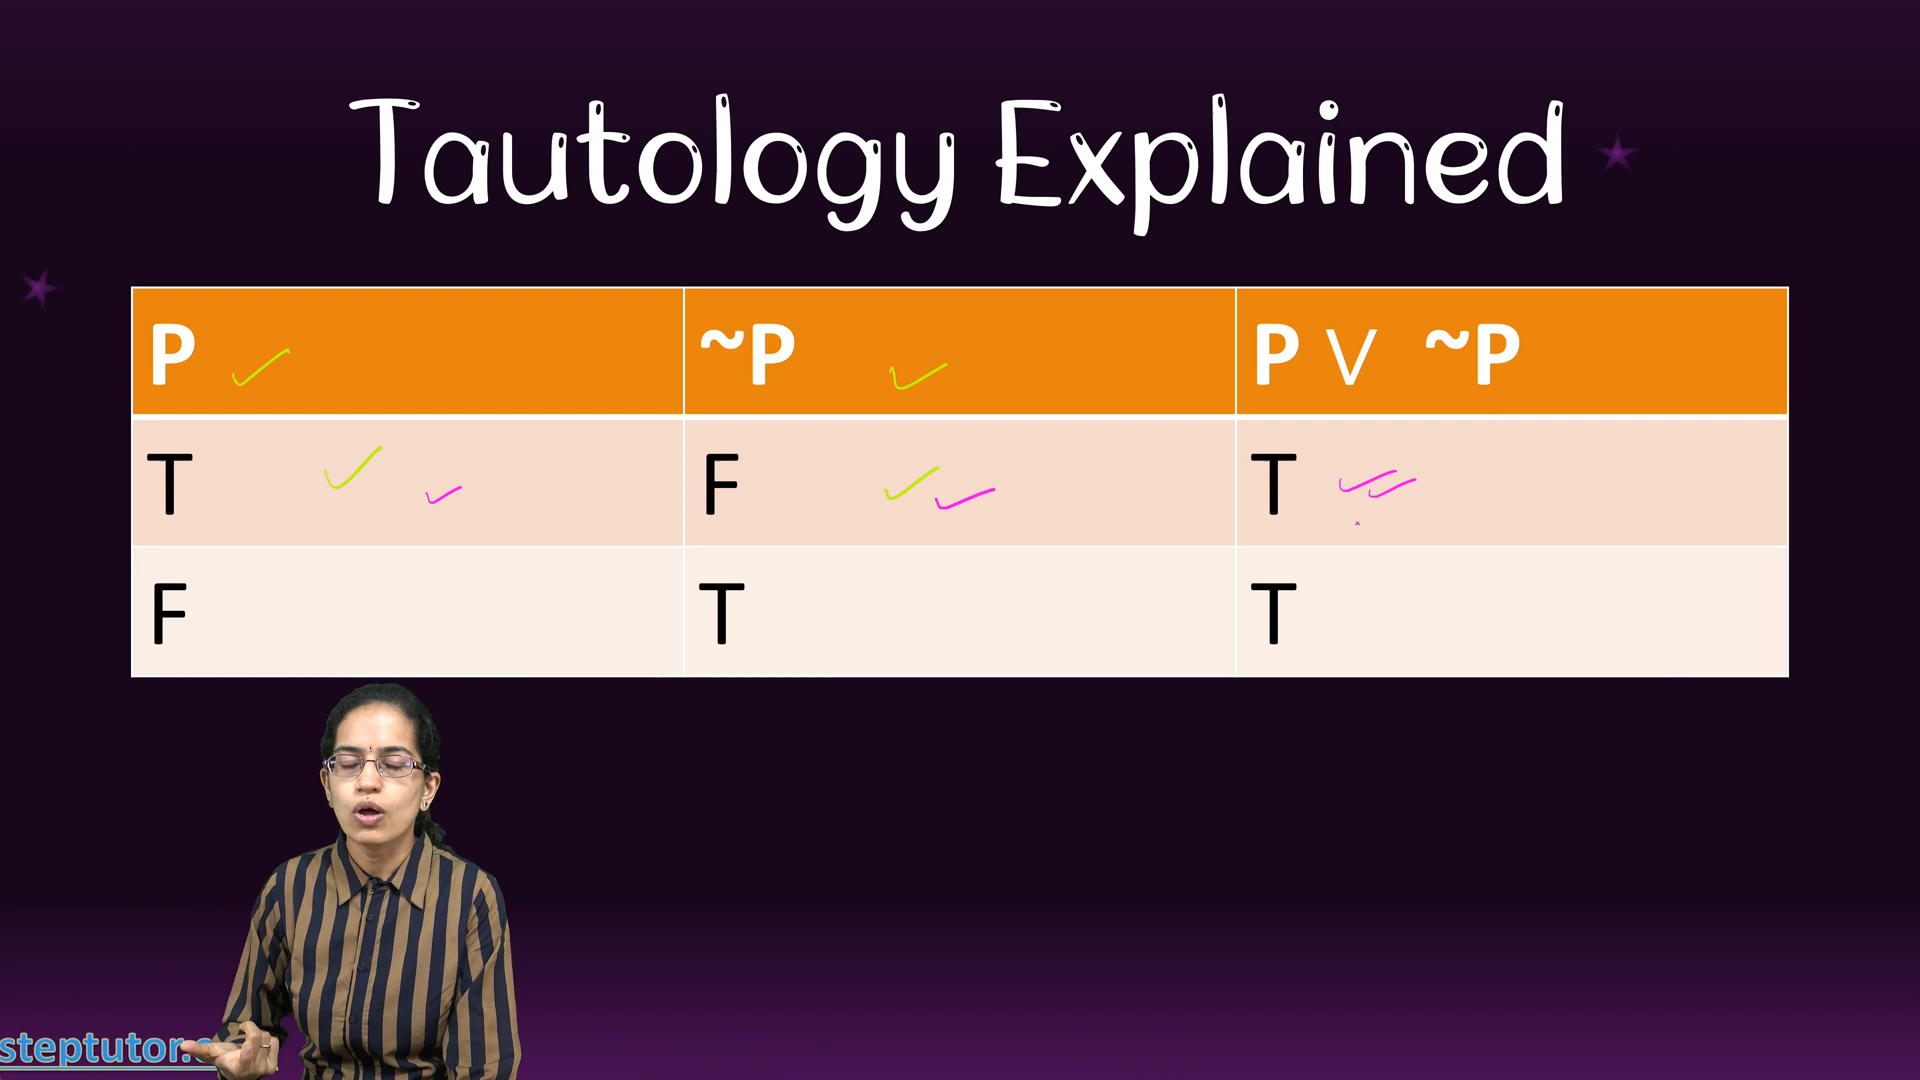 Tautology Explained
P ~P P V ~P
T F T
F T T
steptutor.